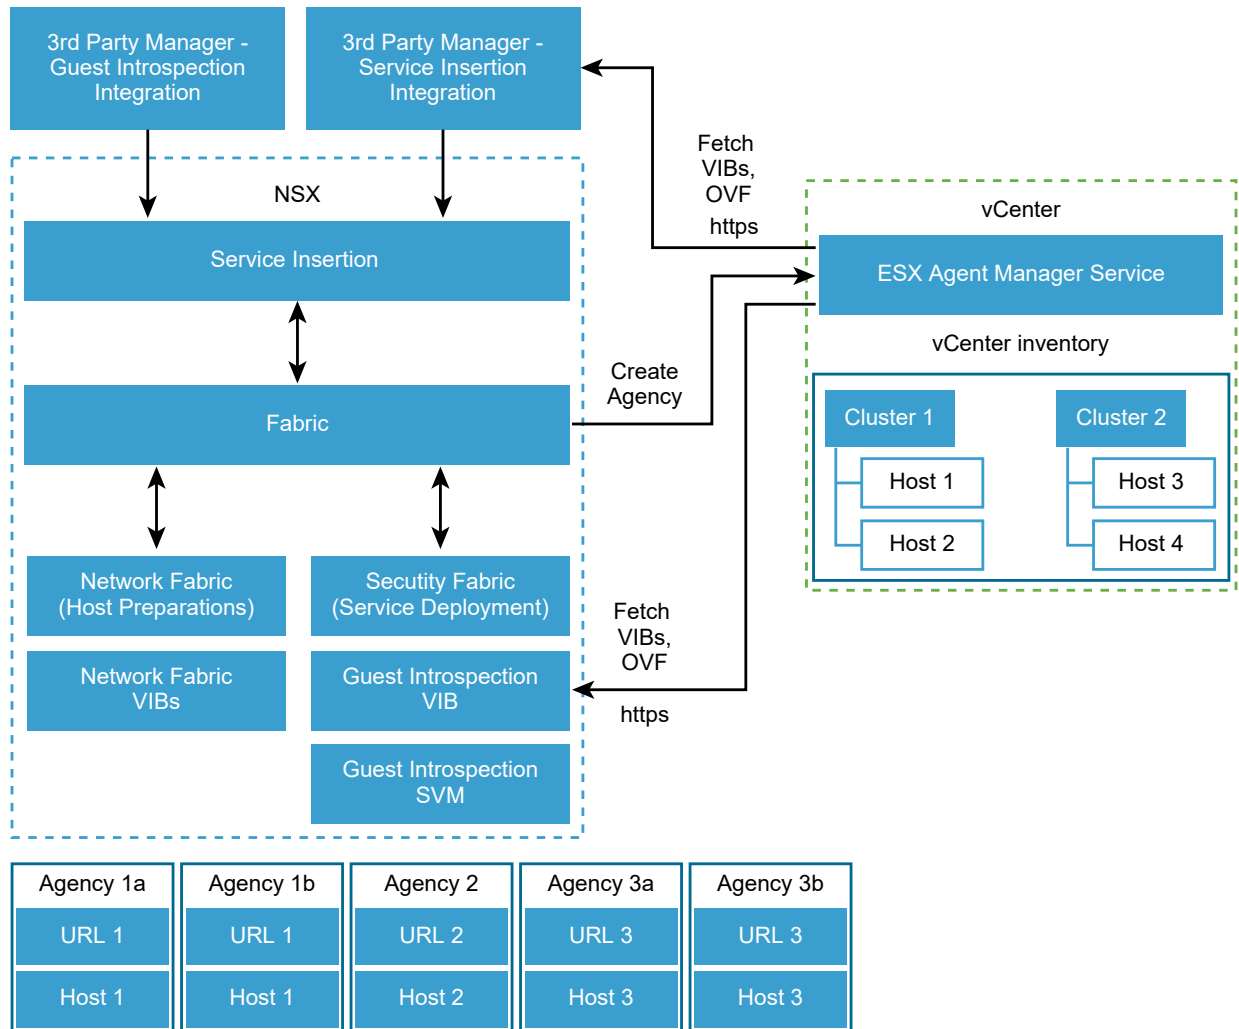 3rd Party Manager -
Guest Introspection
Integration
3rd Party Manager -
Service Insertion
Integration
Fetch
VIBs,
OVF
https
NSX
vCenter
Service Insertion
ESX Agent Manager Service
vCenter inventory
Create
Agency
Fabric
Cluster 1
Cluster 2
Host 1
Host 3
Host 2
Host 4
Network Fabric
(Host Preparations)
Secutity Fabric
(Service Deployment)
Fetch
VIBs,
OVF
https
Network Fabric
VIBs
Guest Introspection
VIB
Guest Introspection
SVM
Agency 1a
Agency 1b
Agency 2
Agency 3a
Agency 3b
URL 1
URL 1
URL 2
URL 3
URL 3
Host 1
Host 1
Host 2
Host 3
Host 3